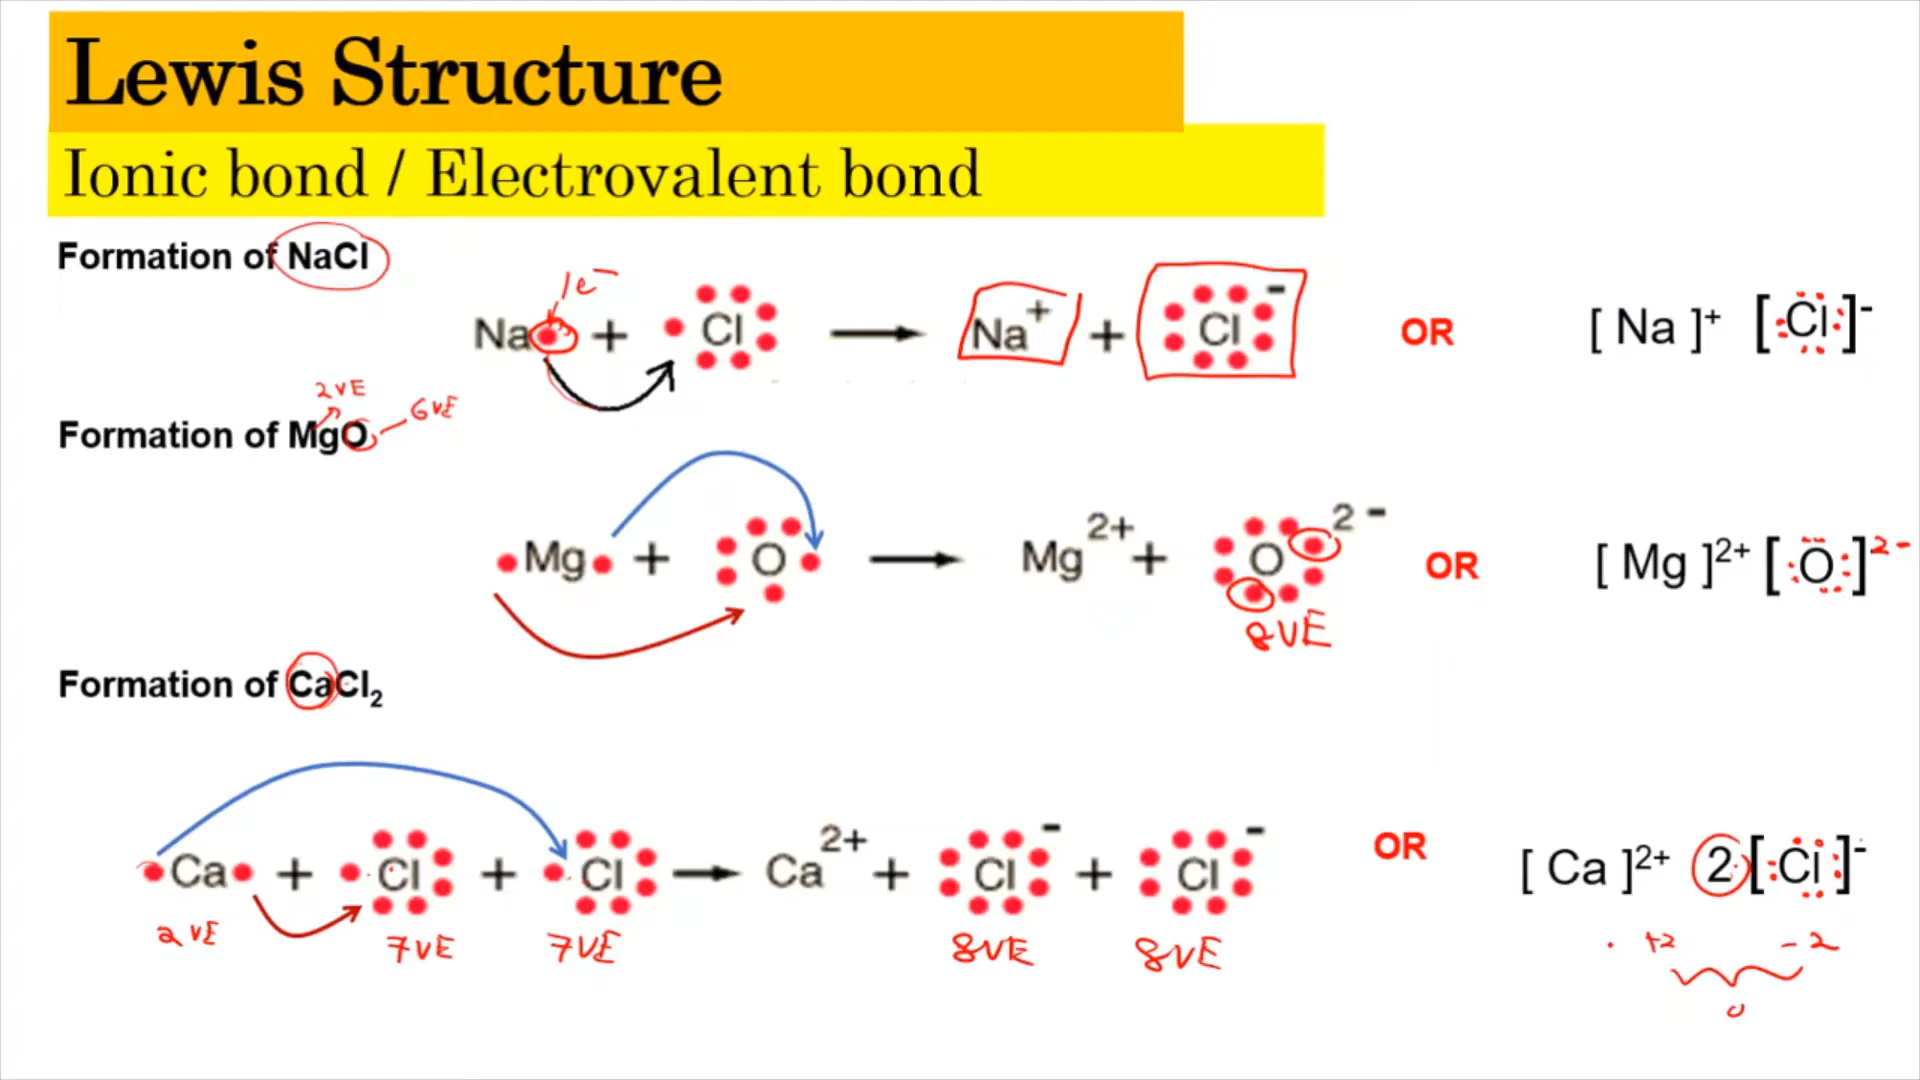 Lewis Structure
Ionic bond / Electrovalent bond
Formation of NaCl
1e⁻
Na + Cl → Na⁺ + Cl⁻ OR [ Na ]⁺ [ Cl ]⁻
2VE
6VE
Formation of MgO
Mg + O → Mg²⁺ + O²⁻ OR [ Mg ]²⁺ [ O ]²⁻
8VE
Formation of CaCl₂
Ca + Cl + Cl → Ca²⁺ + Cl⁻ + Cl⁻ OR [ Ca ]²⁺ 2 [ Cl ]⁻
2VE 7VE 7VE 8VE 8VE +2 -2
0